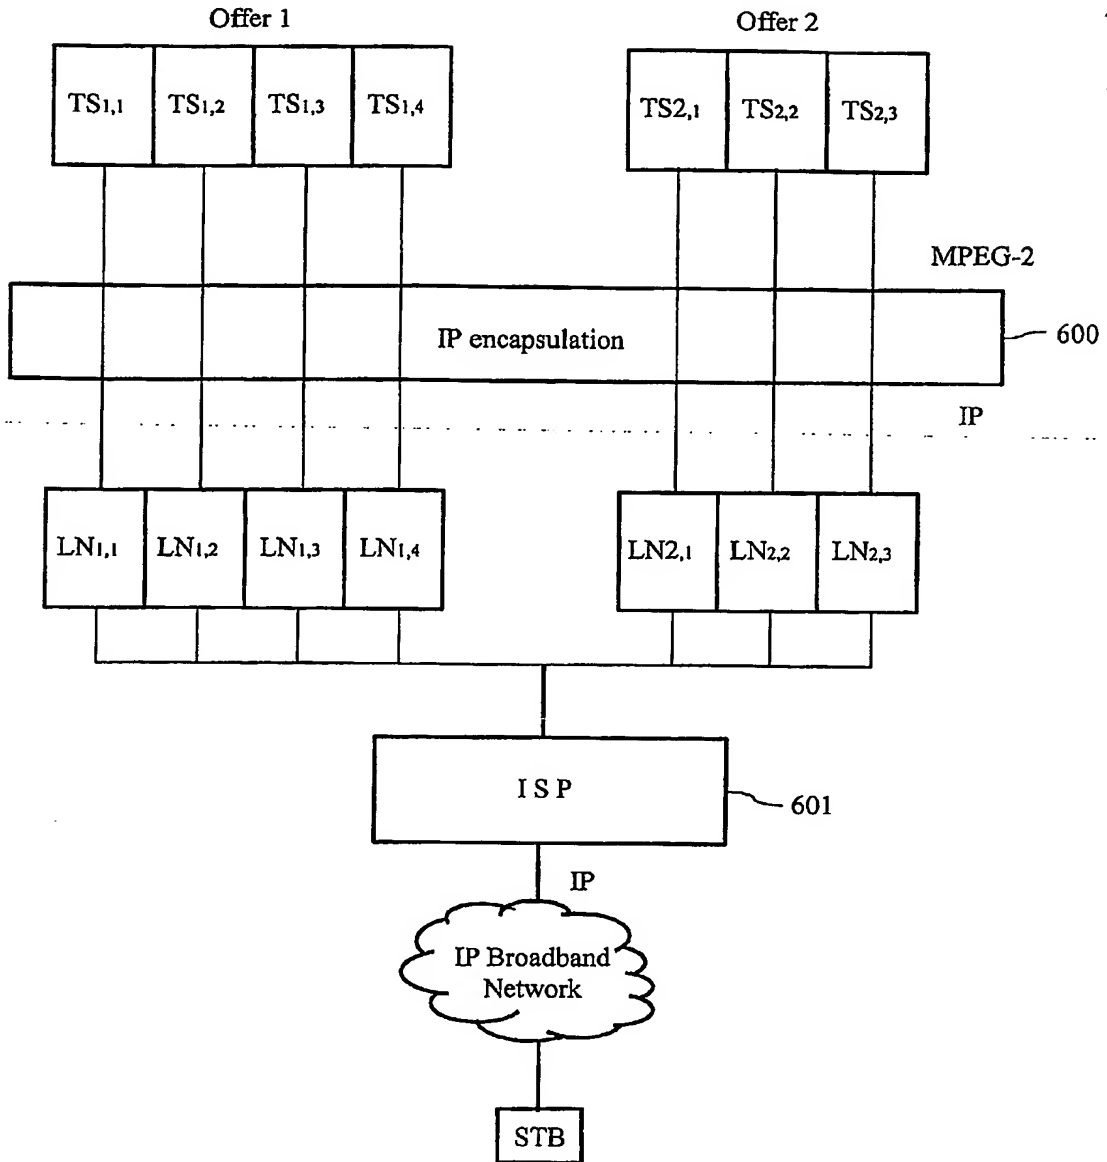 Offer 1
Offer 2
TS1,1 TS1,2 TS1,3 TS1,4
TS2,1 TS2,2 TS2,3
MPEG-2
IP encapsulation
600
IP
LN1,1 LN1,2 LN1,3 LN1,4
LN2,1 LN2,2 LN2,3
I S P
601
IP
IP Broadband
Network
STB